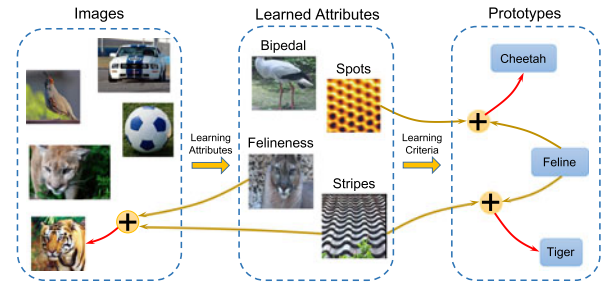 Images
Learned Attributes
Prototypes
Bipedal
Spots
Cheetah
Learning
Attributes
Felineness
Learning
Criteria
Feline
Stripes
Tiger